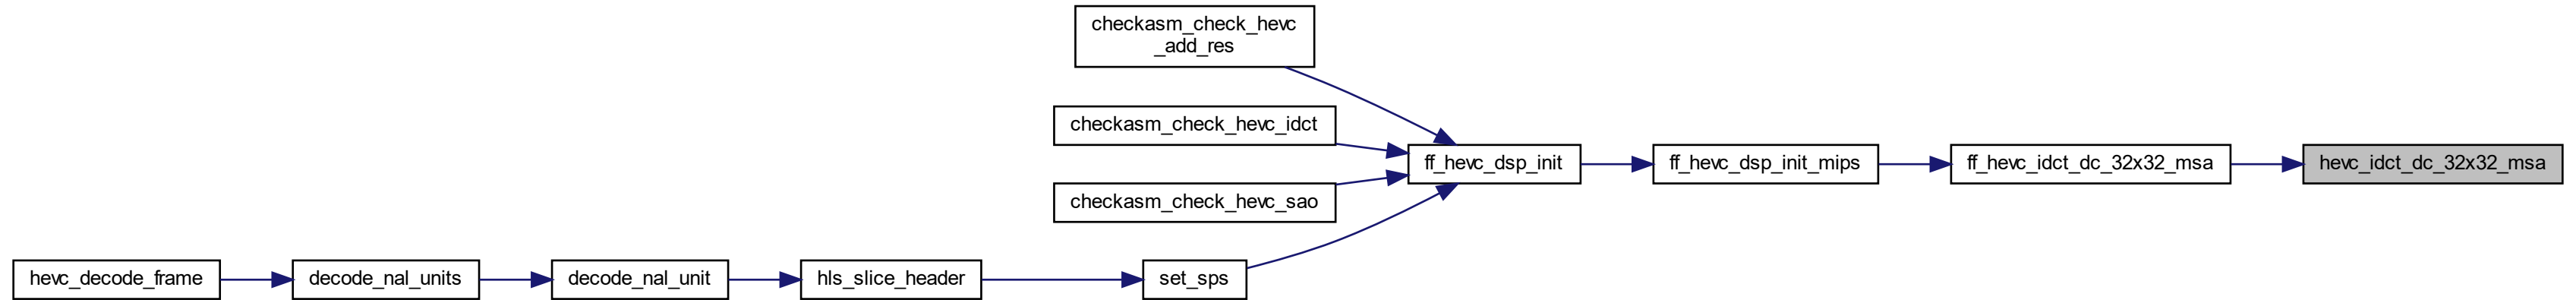 checkasm_check_hevc
_add_res
checkasm_check_hevc_idct
ff_hevc_dsp_init
ff_hevc_dsp_init_mips
ff_hevc_idct_dc_32x32_msa
hevc_idct_dc_32x32_msa
checkasm_check_hevc_sao
hevc_decode_frame
decode_nal_units
decode_nal_unit
hls_slice_header
set_sps